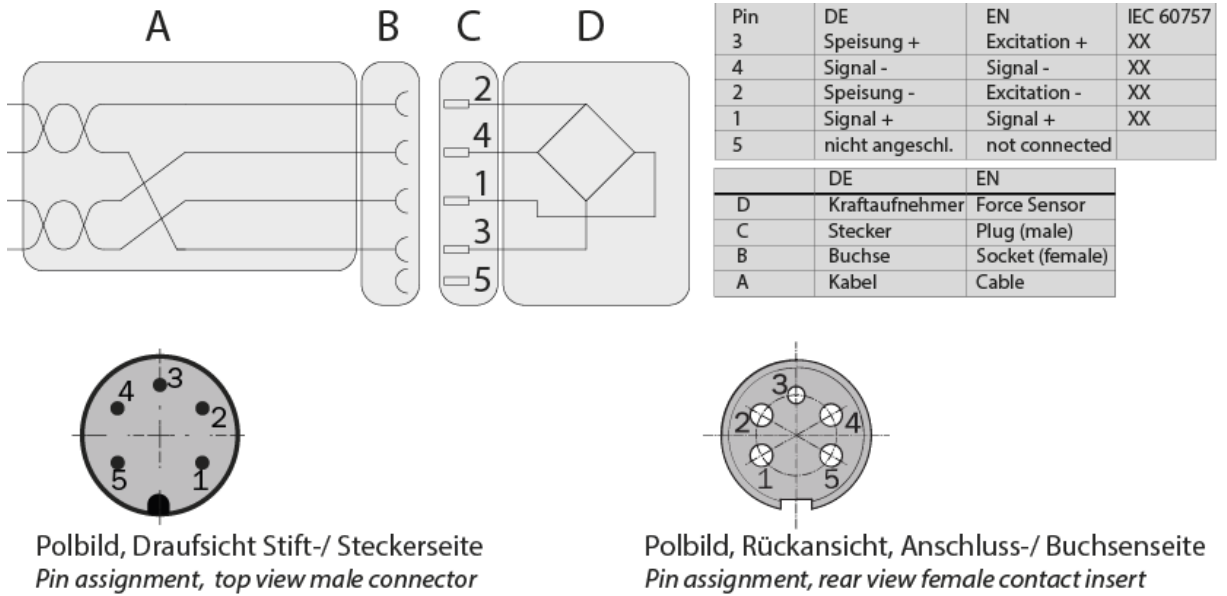 A B C D
2
4
1
3
5
Pin DE EN IEC 60757
3 Speisung + Excitation + XX
4 Signal - Signal - XX
2 Speisung - Excitation - XX
1 Signal + Signal + XX
5 nicht angeschl. not connected
DE EN
D Kraftaufnehmer Force Sensor
C Stecker Plug (male)
B Buchse Socket (female)
A Kabel Cable
3
4
2
5
1
3
2
4
1
5
Polbild, Draufsicht Stift-/ Steckerseite
Pin assignment, top view male connector
Polbild, Rückansicht, Anschluss-/ Buchsenseite
Pin assignment, rear view female contact insert